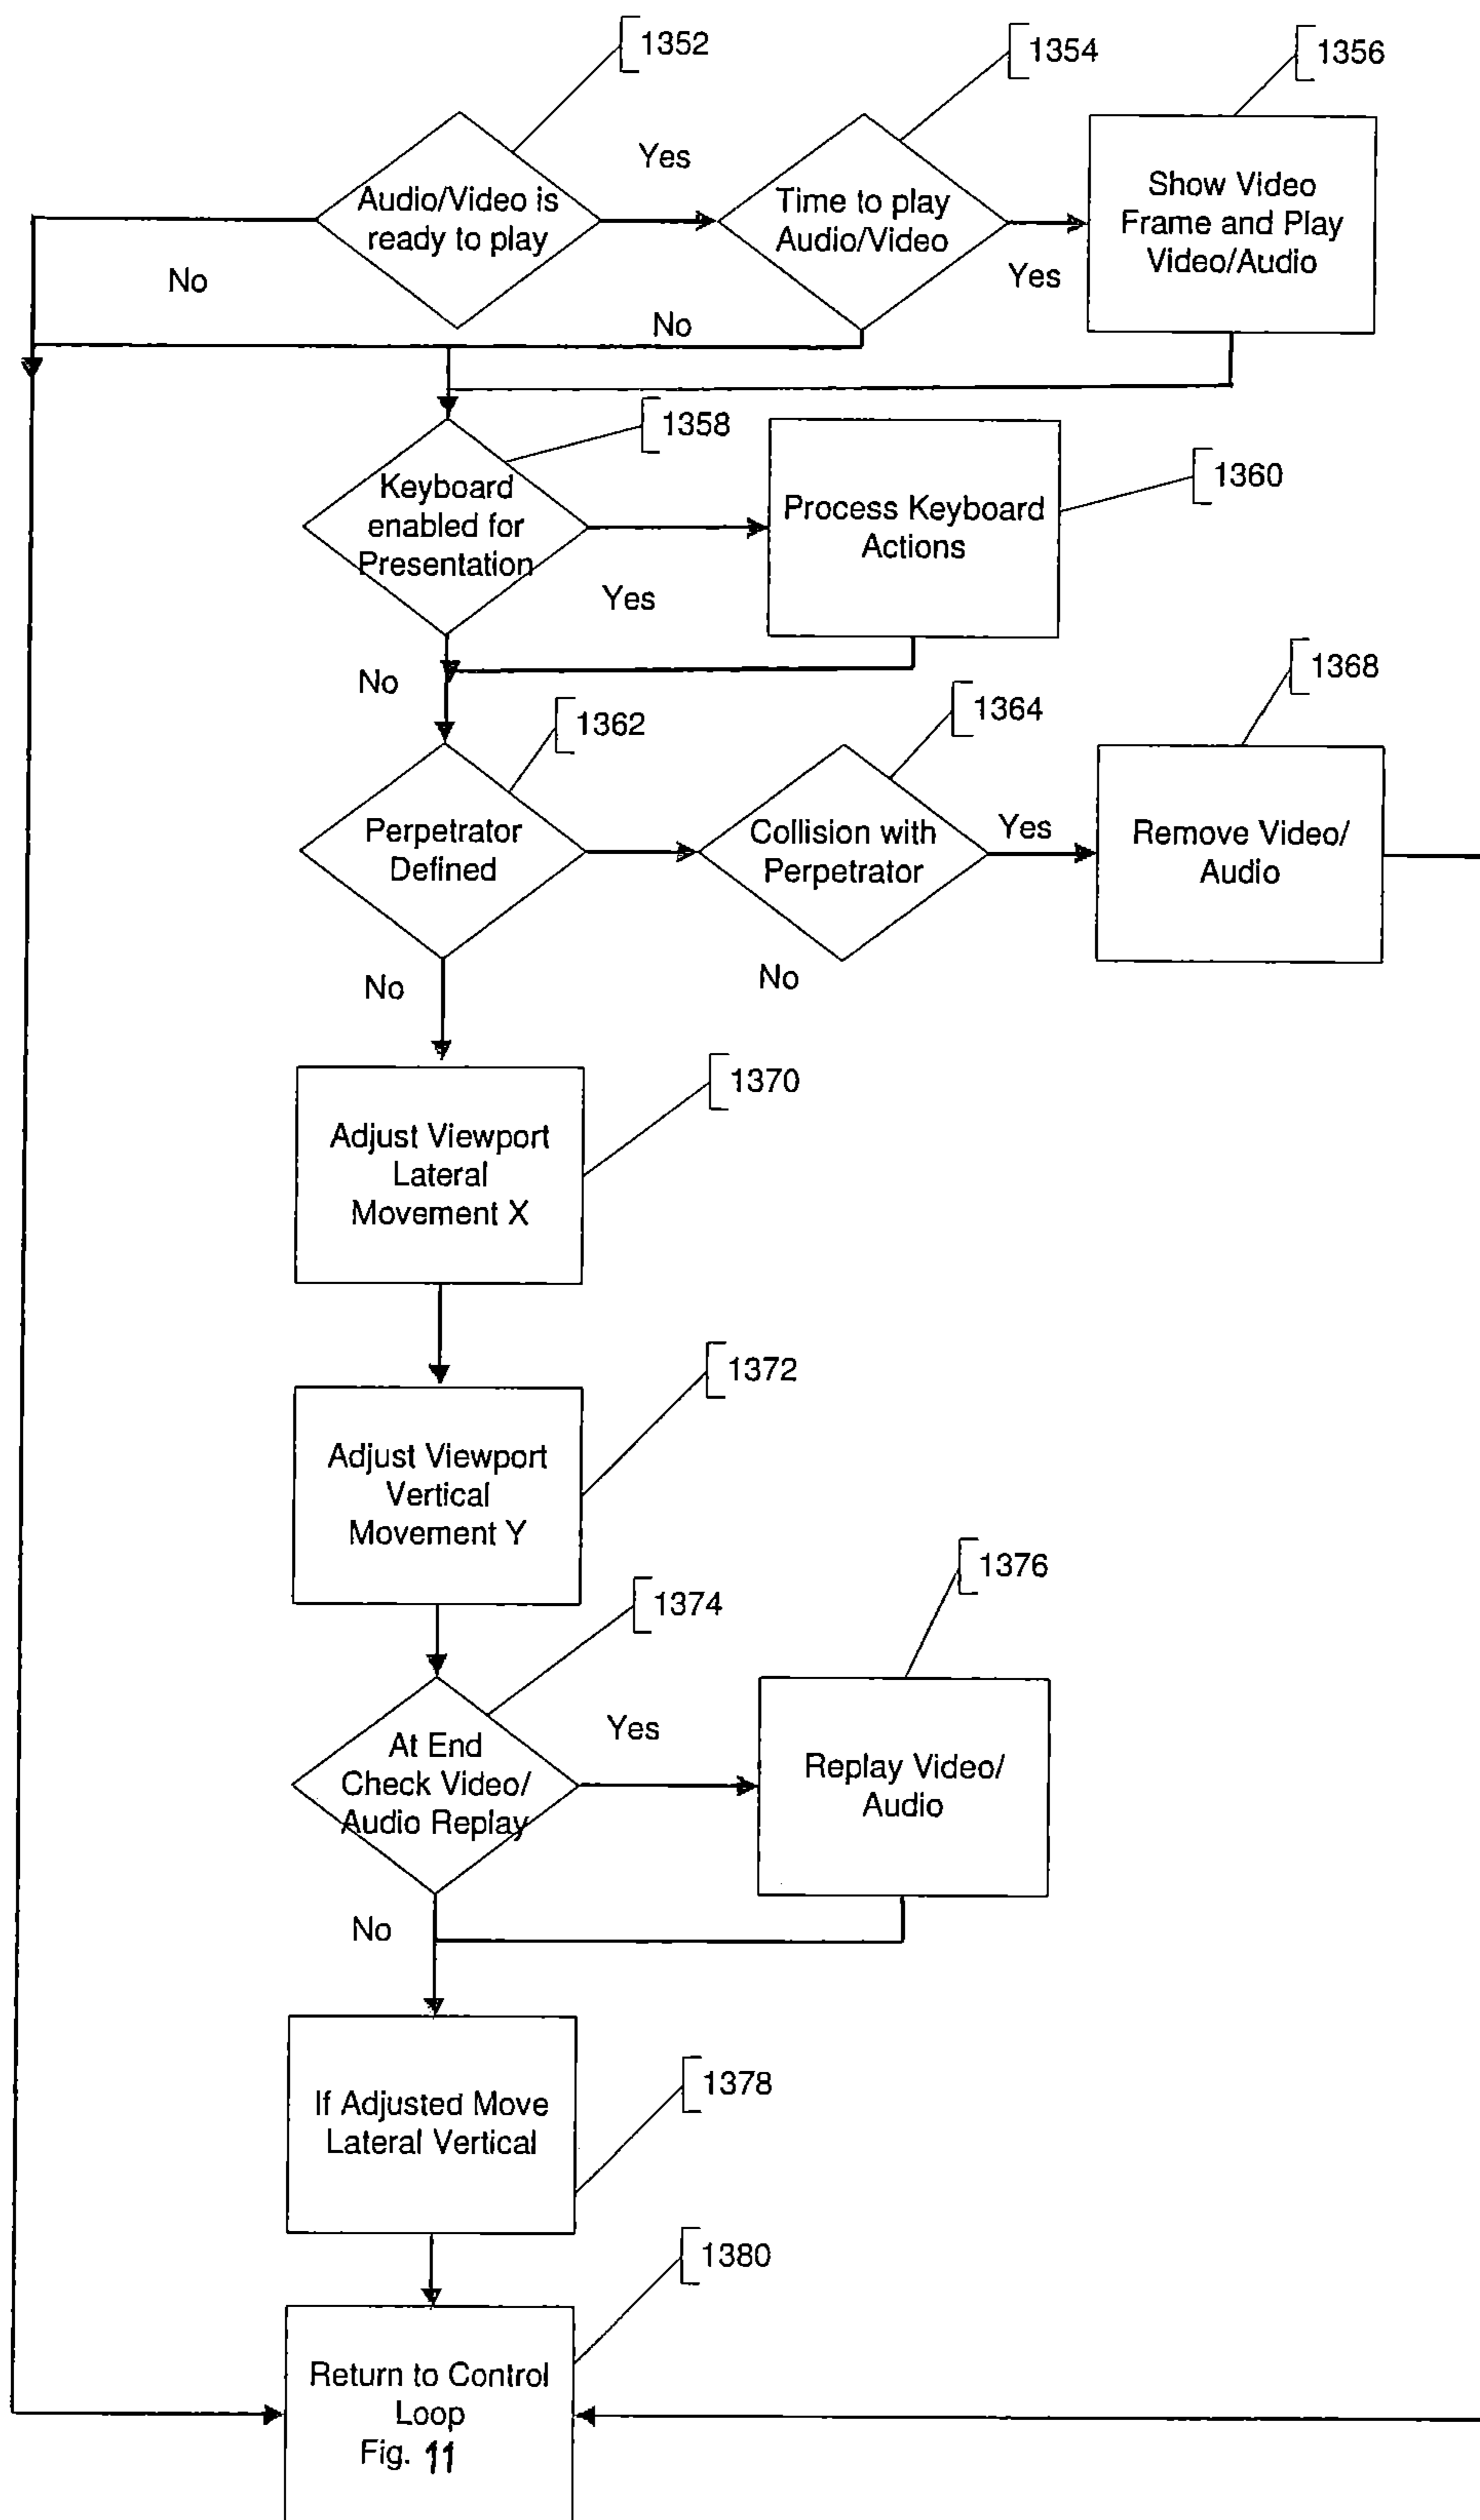 1352
1354
1356
Audio/Video is
ready to play
Yes
Time to play
Audio/Video
Yes
Show Video
Frame and Play
Video/Audio
No
No
1358
Keyboard
enabled for
Presentation
Yes
Process Keyboard
Actions
1360
No
1362
1364
1368
Perpetrator
Defined
Collision with
Perpetrator
Yes
Remove Video/
Audio
No
No
1370
Adjust Viewport
Lateral
Movement X
1372
Adjust Viewport
Vertical
Movement Y
1374
1376
At End
Check Video/
Audio Replay
Yes
Replay Video/
Audio
No
1378
If Adjusted Move
Lateral Vertical
1380
Return to Control
Loop
Fig. 11